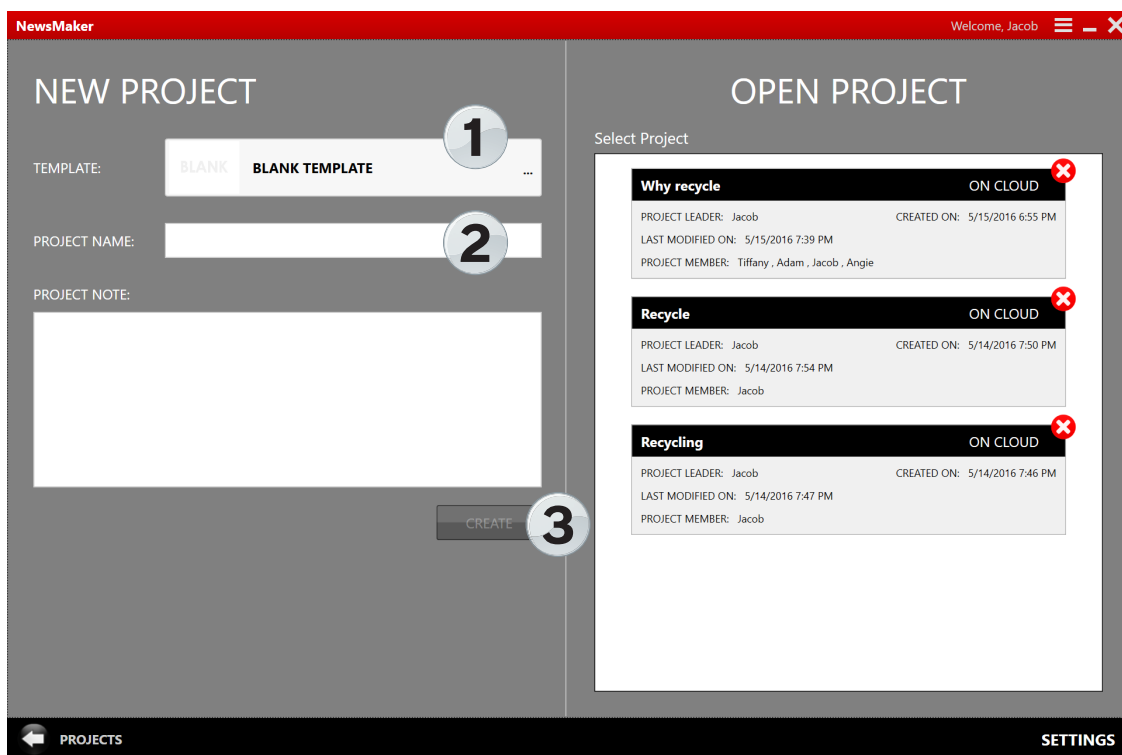 NewsMaker
Welcome, Jacob
NEW PROJECT
1
TEMPLATE:
BLANK
BLANK TEMPLATE
...
PROJECT NAME:
2
PROJECT NOTE:
CREATE
3
OPEN PROJECT
Select Project
Why recycle ON CLOUD
PROJECT LEADER: Jacob CREATED ON: 5/15/2016 6:55 PM
LAST MODIFIED ON: 5/15/2016 7:39 PM
PROJECT MEMBER: Tiffany , Adam , Jacob , Angie
Recycle ON CLOUD
PROJECT LEADER: Jacob CREATED ON: 5/14/2016 7:50 PM
LAST MODIFIED ON: 5/14/2016 7:54 PM
PROJECT MEMBER: Jacob
Recycling ON CLOUD
PROJECT LEADER: Jacob CREATED ON: 5/14/2016 7:46 PM
LAST MODIFIED ON: 5/14/2016 7:47 PM
PROJECT MEMBER: Jacob
PROJECTS
SETTINGS